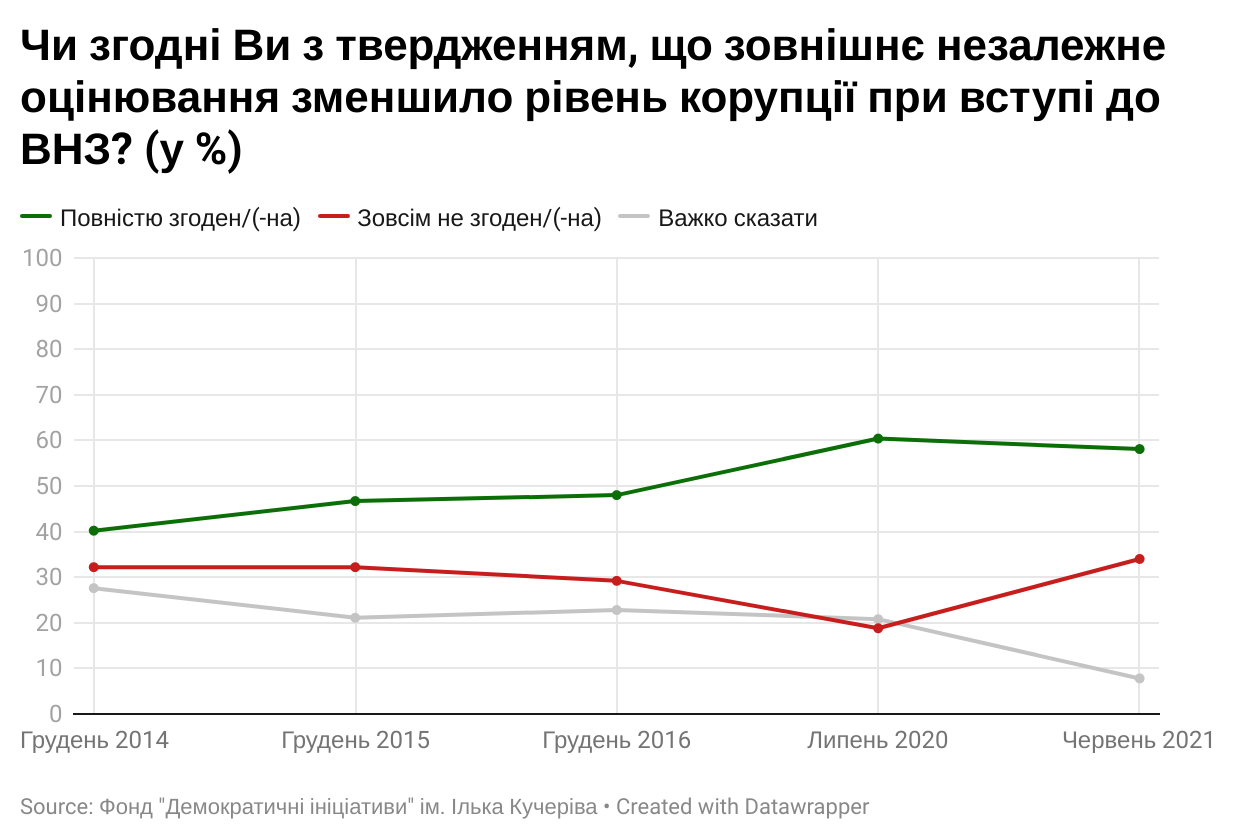 Чи згодні Ви з твердженням, що зовнішнє незалежне
оцінювання зменшило рівень корупції при вступі до
ВНЗ? (у %)
Повністю згоден/(-на) Зовсім не згоден/(-на) Важко сказати
100
90
80
70
60
50
40
30
20
10
0
Грудень 2014 Грудень 2015 Грудень 2016 Липень 2020 Червень 2021
Source: Фонд "Демократичні ініціативи" ім. Ілька Кучеріва • Created with Datawrapper